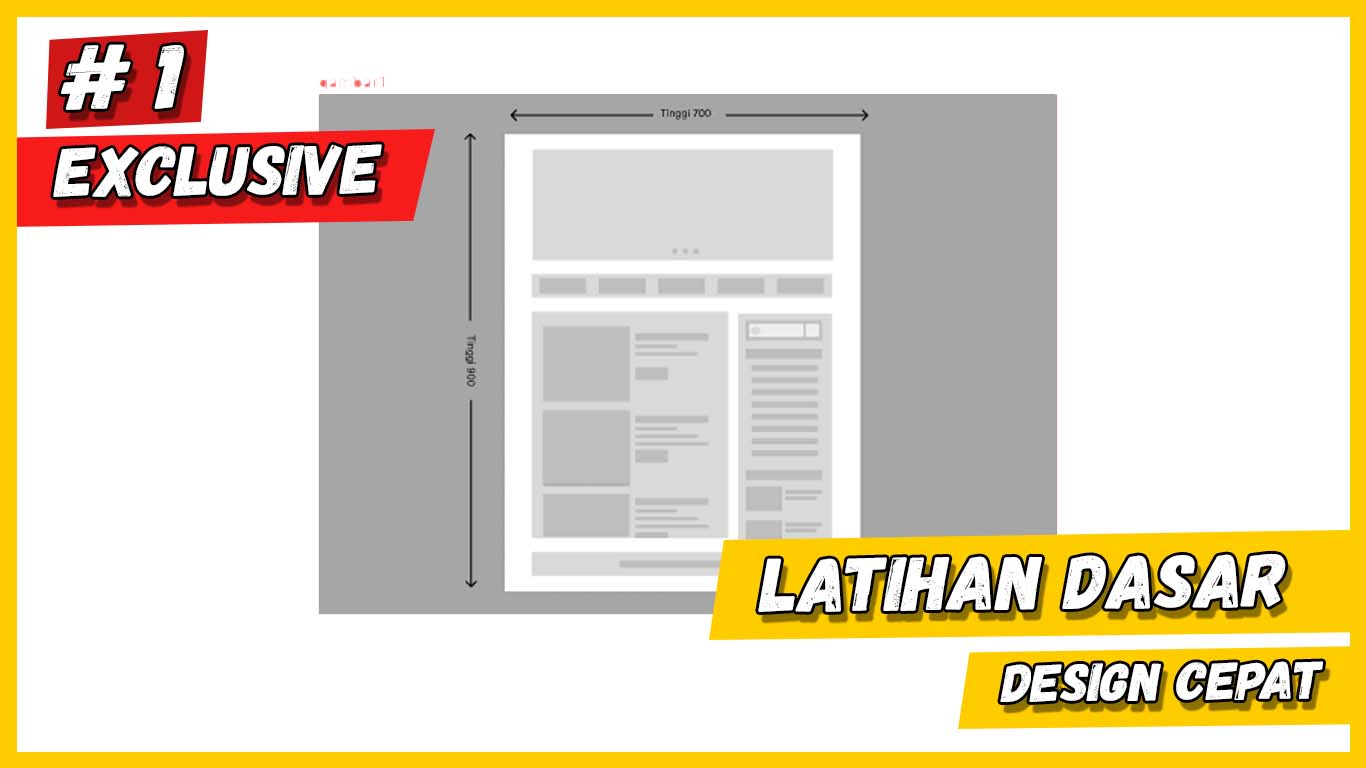 # 1
EXCLUSIVE
Tinggi 700
Tinggi 900
LATIHAN DASAR
DESIGN CEPAT